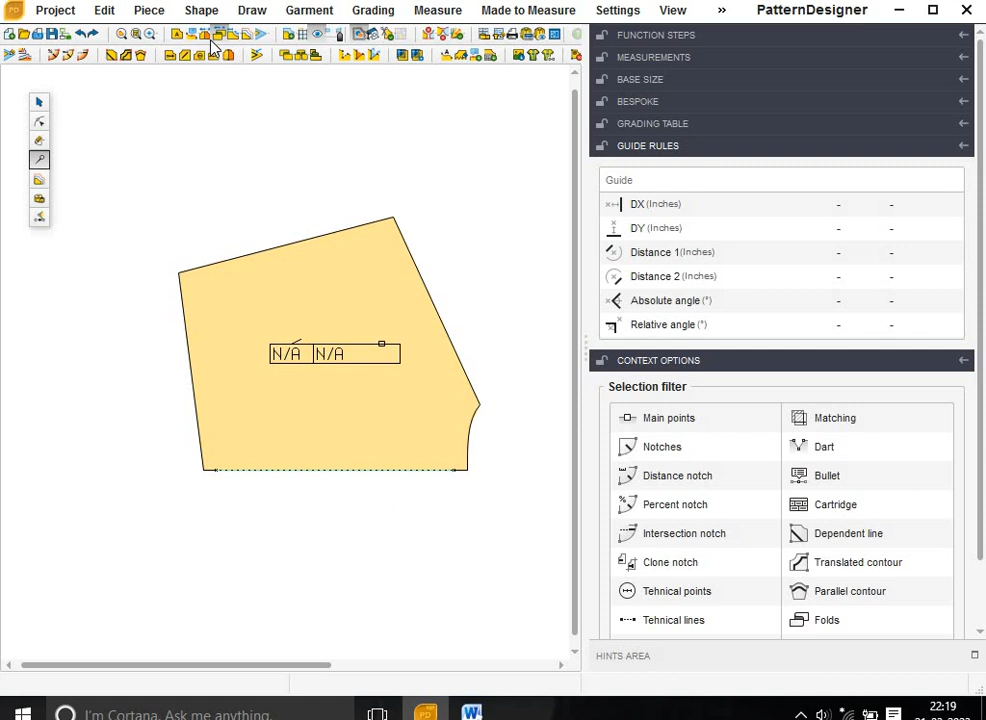 PD Project Edit Piece Shape Draw Garment Grading Measure Made to Measure Settings View » PatternDesigner
FUNCTION STEPS
MEASUREMENTS
BASE SIZE
BESPOKE
GRADING TABLE
GUIDE RULES
Guide
DX (Inches) - -
DY (Inches) - -
Distance 1(Inches) - -
Distance 2 (Inches) - -
Absolute angle (°) - -
Relative angle (°) - -
N/A N/A
CONTEXT OPTIONS
Selection filter
Main points Matching
Notches Dart
Distance notch Bullet
Percent notch Cartridge
Intersection notch Dependent line
Clone notch Translated contour
Tehnical points Parallel contour
Tehnical lines Folds
HINTS AREA
I'm Cortana. Ask me anything. 22:19